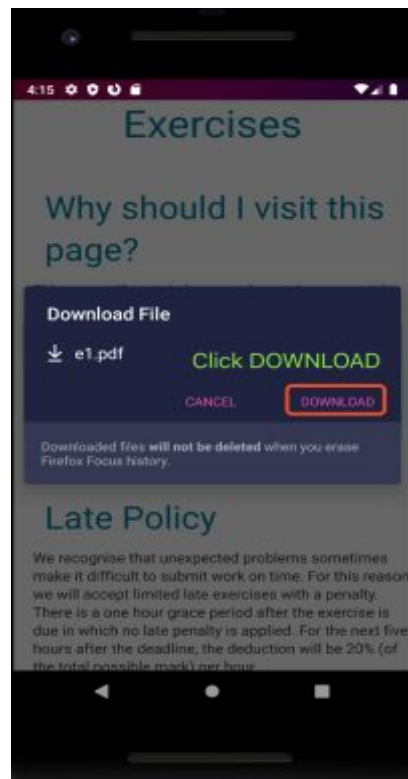 4:15
Exercises
Why should I visit this
page?
Download File
e1.pdf
Click DOWNLOAD
CANCEL
DOWNLOAD
Downloaded files will not be deleted when you erase
Firefox Focus history.
Late Policy
We recognise that unexpected problems sometimes
make it difficult to submit work on time. For this reason
we will accept limited late exercises with a penalty.
There is a one hour grace period after the exercise is
due in which no late penalty is applied. For the next five
hours after the deadline, the deduction will be 20% (of
the total possible mark) per hour